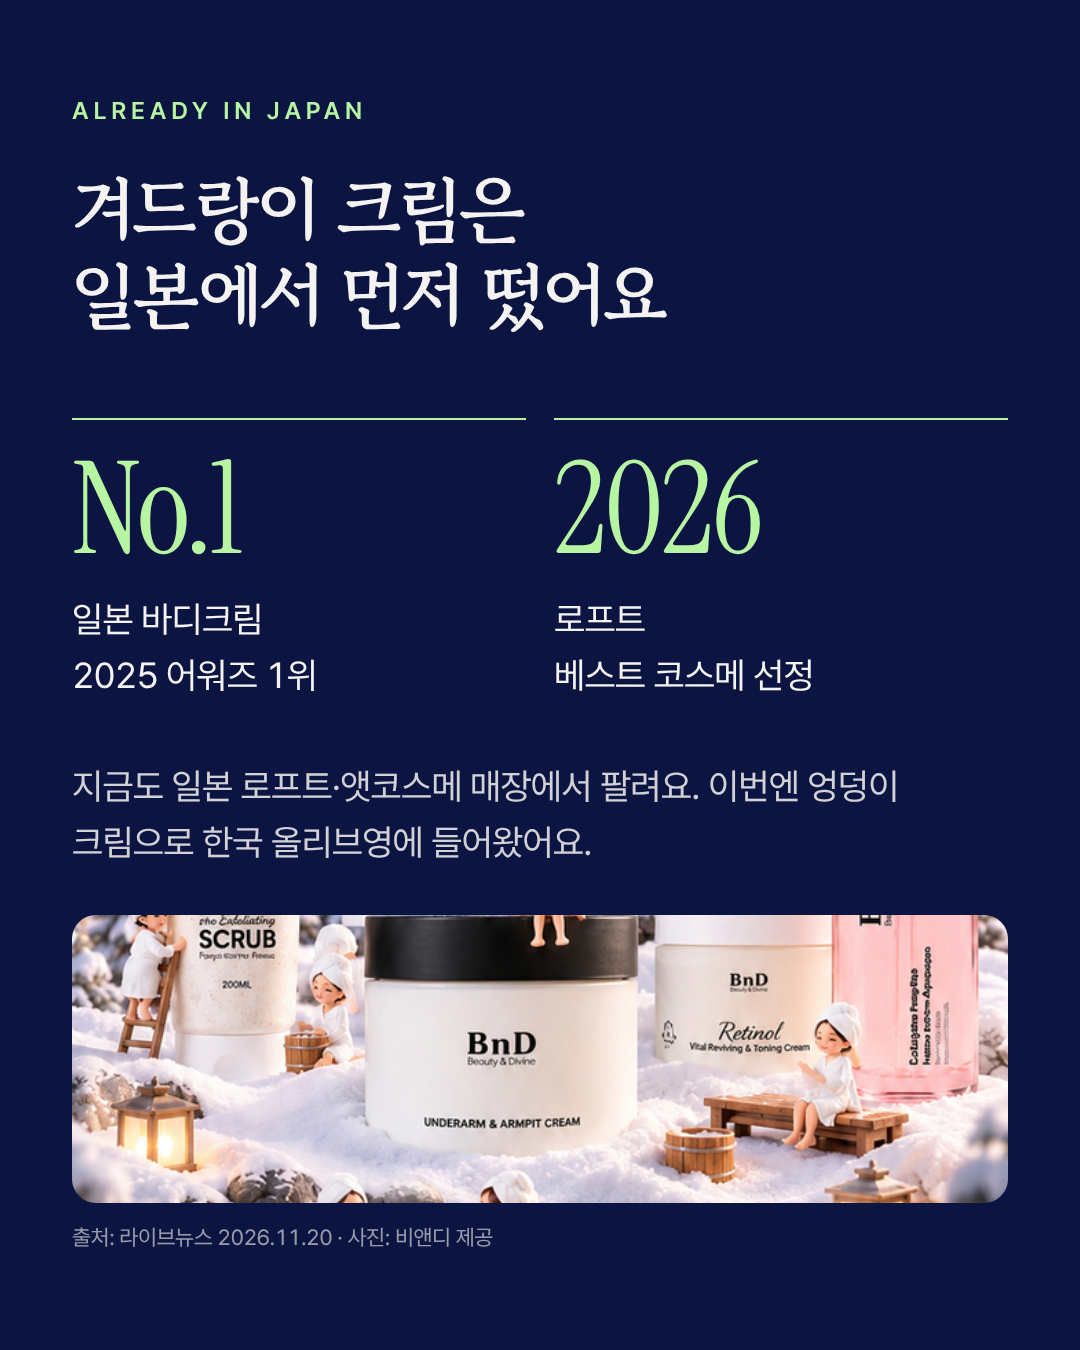 ALREADY IN JAPAN
겨드랑이 크림은
일본에서 먼저 떴어요
No.1
2026
일본 바디크림
2025 어워즈 1위
로프트
베스트 코스메 선정
지금도 일본 로프트·앳코스메 매장에서 팔려요. 이번엔 엉덩이
크림으로 한국 올리브영에 들어왔어요.
SCRUB
200ML
BnD
Beauty & Divine
UNDERARM & ARMPIT CREAM
BnD
Beauty & Divine
Retinol
Vital Reviving & Toning Cream
출처: 라이브뉴스 2026.11.20 · 사진: 비앤디 제공